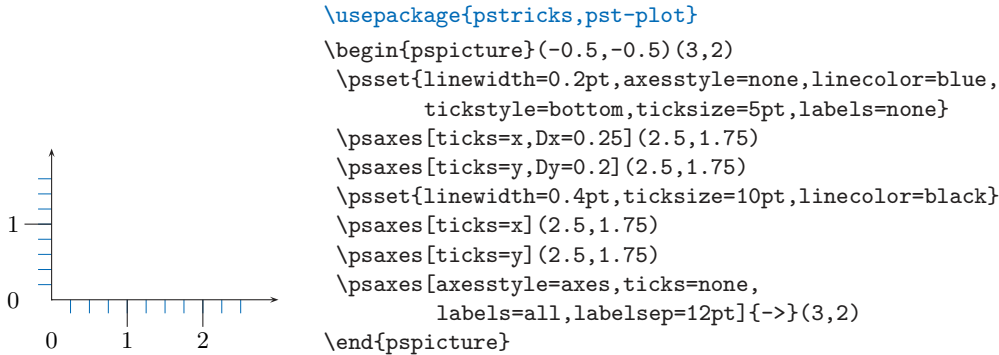 \usepackage{pstricks,pst-plot}
\begin{pspicture}(-0.5,-0.5)(3,2)
\psset{linewidth=0.2pt,axesstyle=none,linecolor=blue,
tickstyle=bottom,ticksize=5pt,labels=none}
\psaxes[ticks=x,Dx=0.25](2.5,1.75)
\psaxes[ticks=y,Dy=0.2](2.5,1.75)
\psset{linewidth=0.4pt,ticksize=10pt,linecolor=black}
\psaxes[ticks=x](2.5,1.75)
\psaxes[ticks=y](2.5,1.75)
\psaxes[axesstyle=axes,ticks=none,
labels=all,labelsep=12pt]{->}(3,2)
\end{pspicture}
1
0
0 1 2